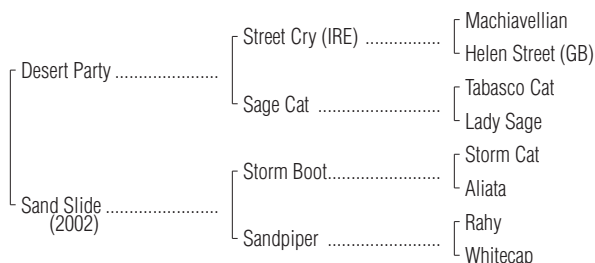 Machiavellian
Street Cry (IRE) ....................
Helen Street (GB)
Desert Party ............................
Tabasco Cat
Sage Cat ................................
Lady Sage
Storm Cat
Storm Boot..............................
Aliata
Sand Slide ..............................
(2002)
Rahy
Sandpiper ..............................
Whitecap